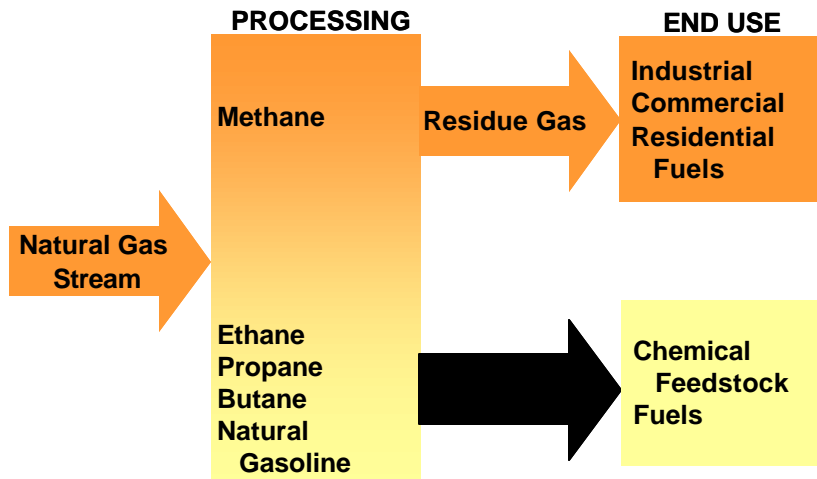 PROCESSING
END USE
Methane
Residue Gas
Industrial
Commercial
Residential
Fuels
Natural Gas
Stream
Ethane
Propane
Butane
Natural
Gasoline
Chemical
Feedstock
Fuels